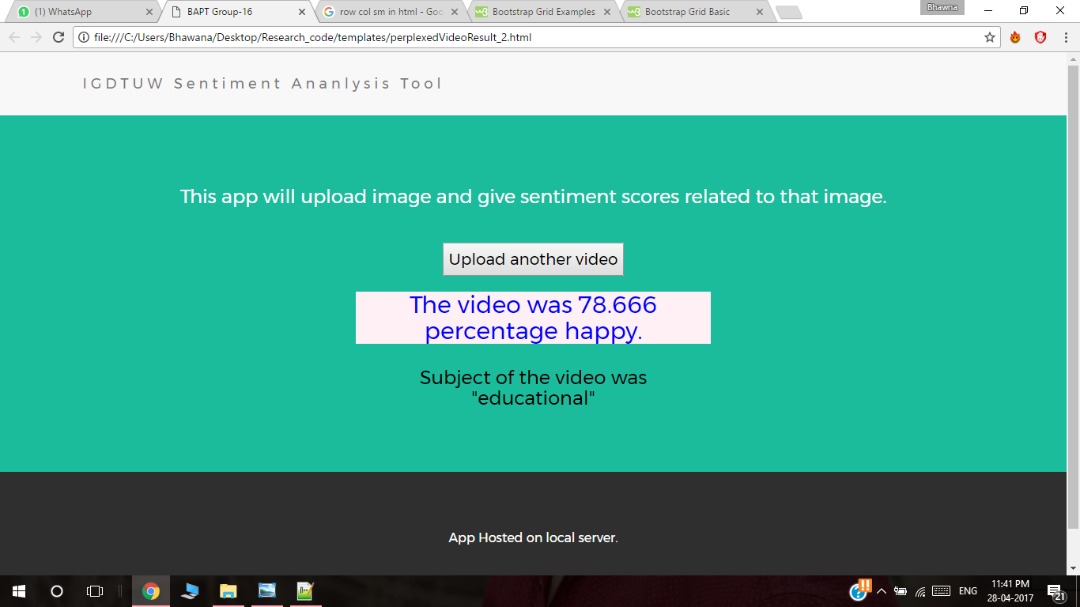 (1) WhatsApp
BAPT Group-16
row col sm in html - Goo
Bootstrap Grid Examples
Bootstrap Grid Basic
Bhawna
file:///C:/Users/Bhawana/Desktop/Research_code/templates/perplexedVideoResult_2.html
IGDTUW Sentiment Ananlysis Tool
This app will upload image and give sentiment scores related to that image.
Upload another video
The video was 78.666
percentage happy.
Subject of the video was
"educational"
App Hosted on local server.
ENG
11:41 PM
28-04-2017
21